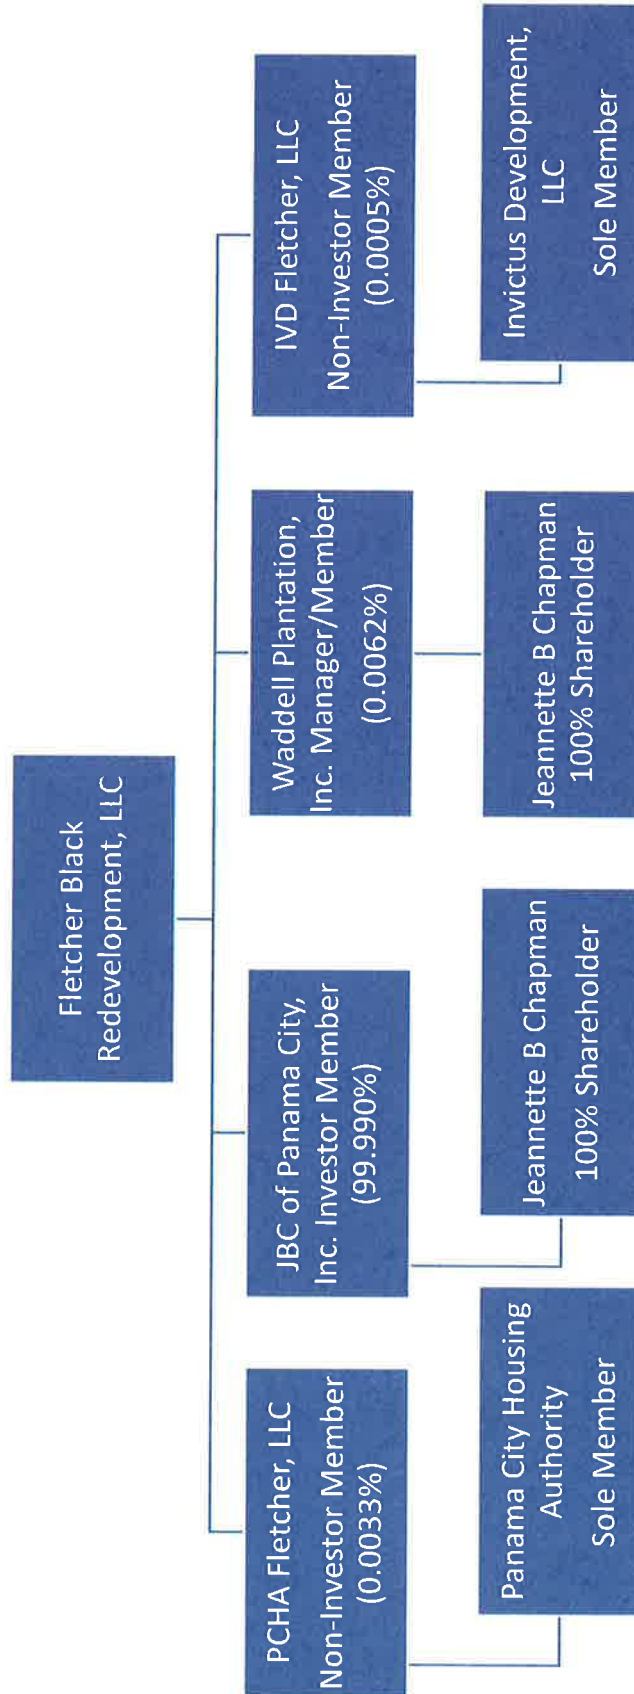 Fletcher Black
Redevelopment, LLC
PCHA Fletcher, LLC
Non-Investor Member
(0.0033%)
JBC of Panama City,
Inc. Investor Member
(99.990%)
Waddell Plantation,
Inc. Manager/Member
(0.0062%)
IVD Fletcher, LLC
Non-Investor Member
(0.0005%)
Panama City Housing
Authority
Sole Member
Jeannette B Chapman
100% Shareholder
Jeannette B Chapman
100% Shareholder
Invictus Development,
LLC
Sole Member